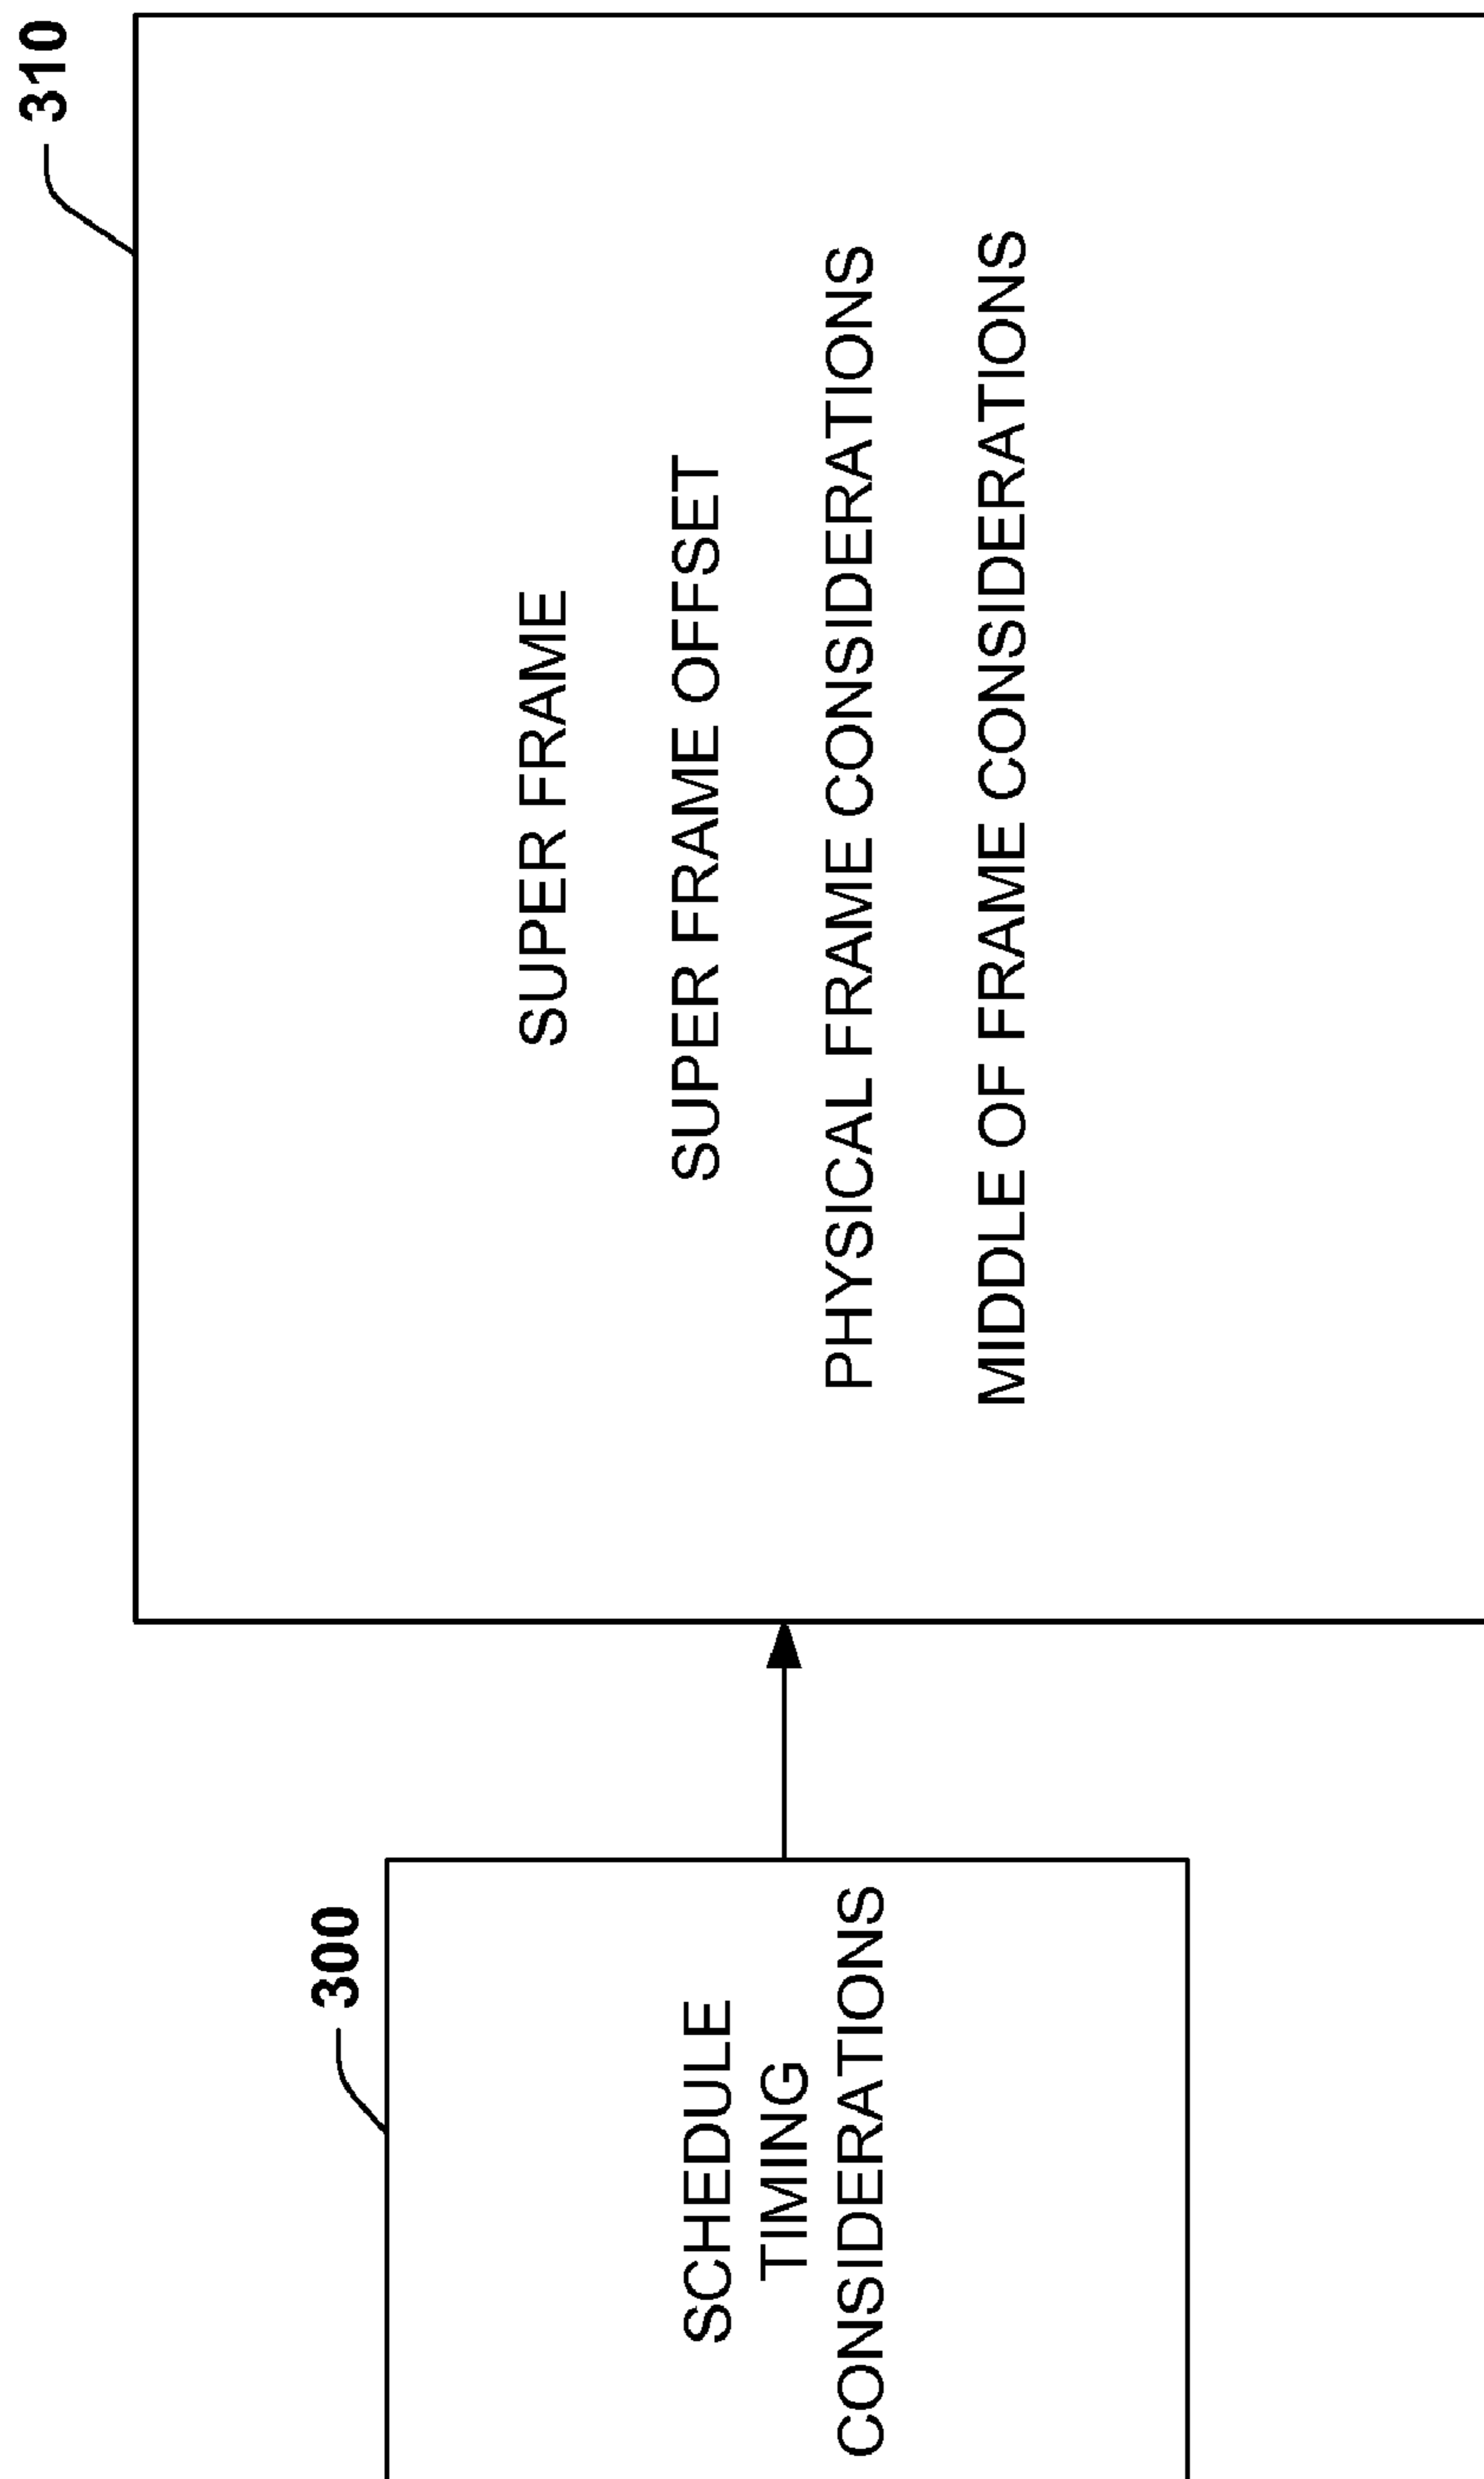 300
SCHEDULE
TIMING
CONSIDERATIONS
310
SUPER FRAME
SUPER FRAME OFFSET
PHYSICAL FRAME CONSIDERATIONS
MIDDLE OF FRAME CONSIDERATIONS